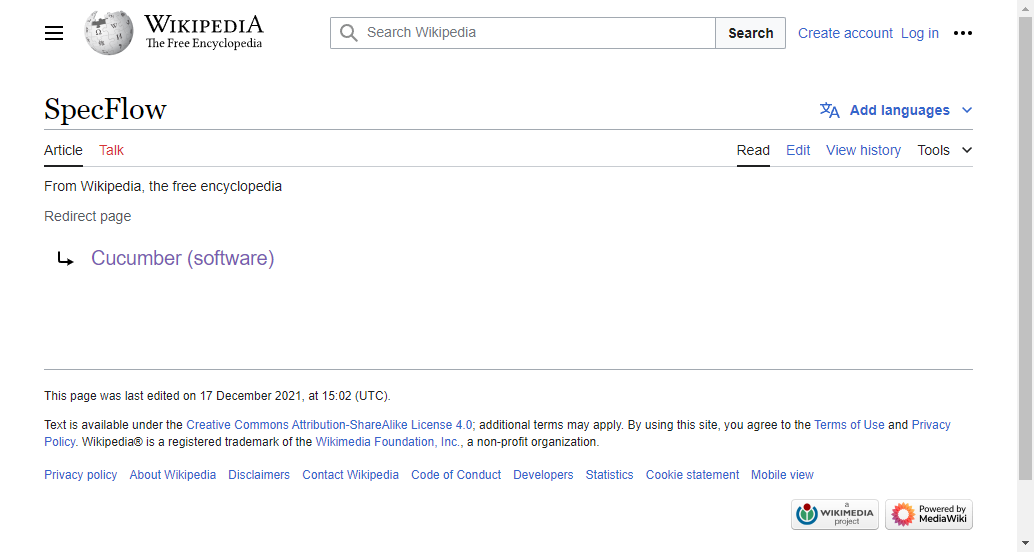 WIKIPEDIA
The Free Encyclopedia
Search Wikipedia
Search
Create account Log in
SpecFlow
Add languages
Article Talk
Read Edit View history Tools
From Wikipedia, the free encyclopedia
Redirect page
Cucumber (software)
This page was last edited on 17 December 2021, at 15:02 (UTC).
Text is available under the Creative Commons Attribution-ShareAlike License 4.0; additional terms may apply. By using this site, you agree to the Terms of Use and Privacy
Policy. Wikipedia® is a registered trademark of the Wikimedia Foundation, Inc., a non-profit organization.
Privacy policy About Wikipedia Disclaimers Contact Wikipedia Code of Conduct Developers Statistics Cookie statement Mobile view
a
WIKIMEDIA
project
Powered by
MediaWiki